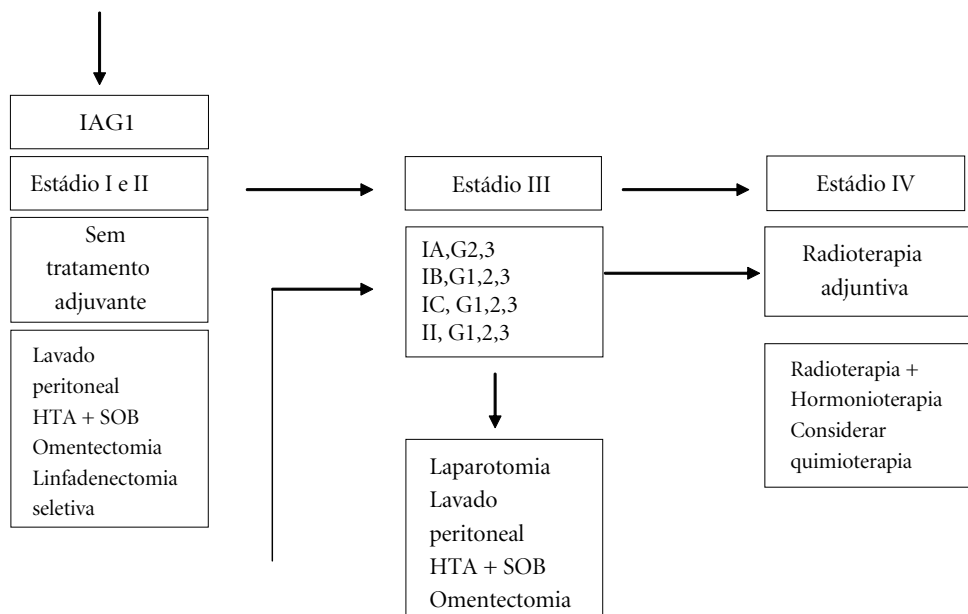 IAG1
Estádio I e II
Sem
tratamento
adjuvante
Lavado
peritoneal
HTA + SOB
Omentectomia
Linfadenectomia
seletiva
Estádio III
IA,G2,3
IB,G1,2,3
IC, G1,2,3
II, G1,2,3
Laparotomia
Lavado
peritoneal
HTA + SOB
Omentectomia
Estádio IV
Radioterapia
adjuntiva
Radioterapia +
Hormonioterapia
Considerar
quimioterapia